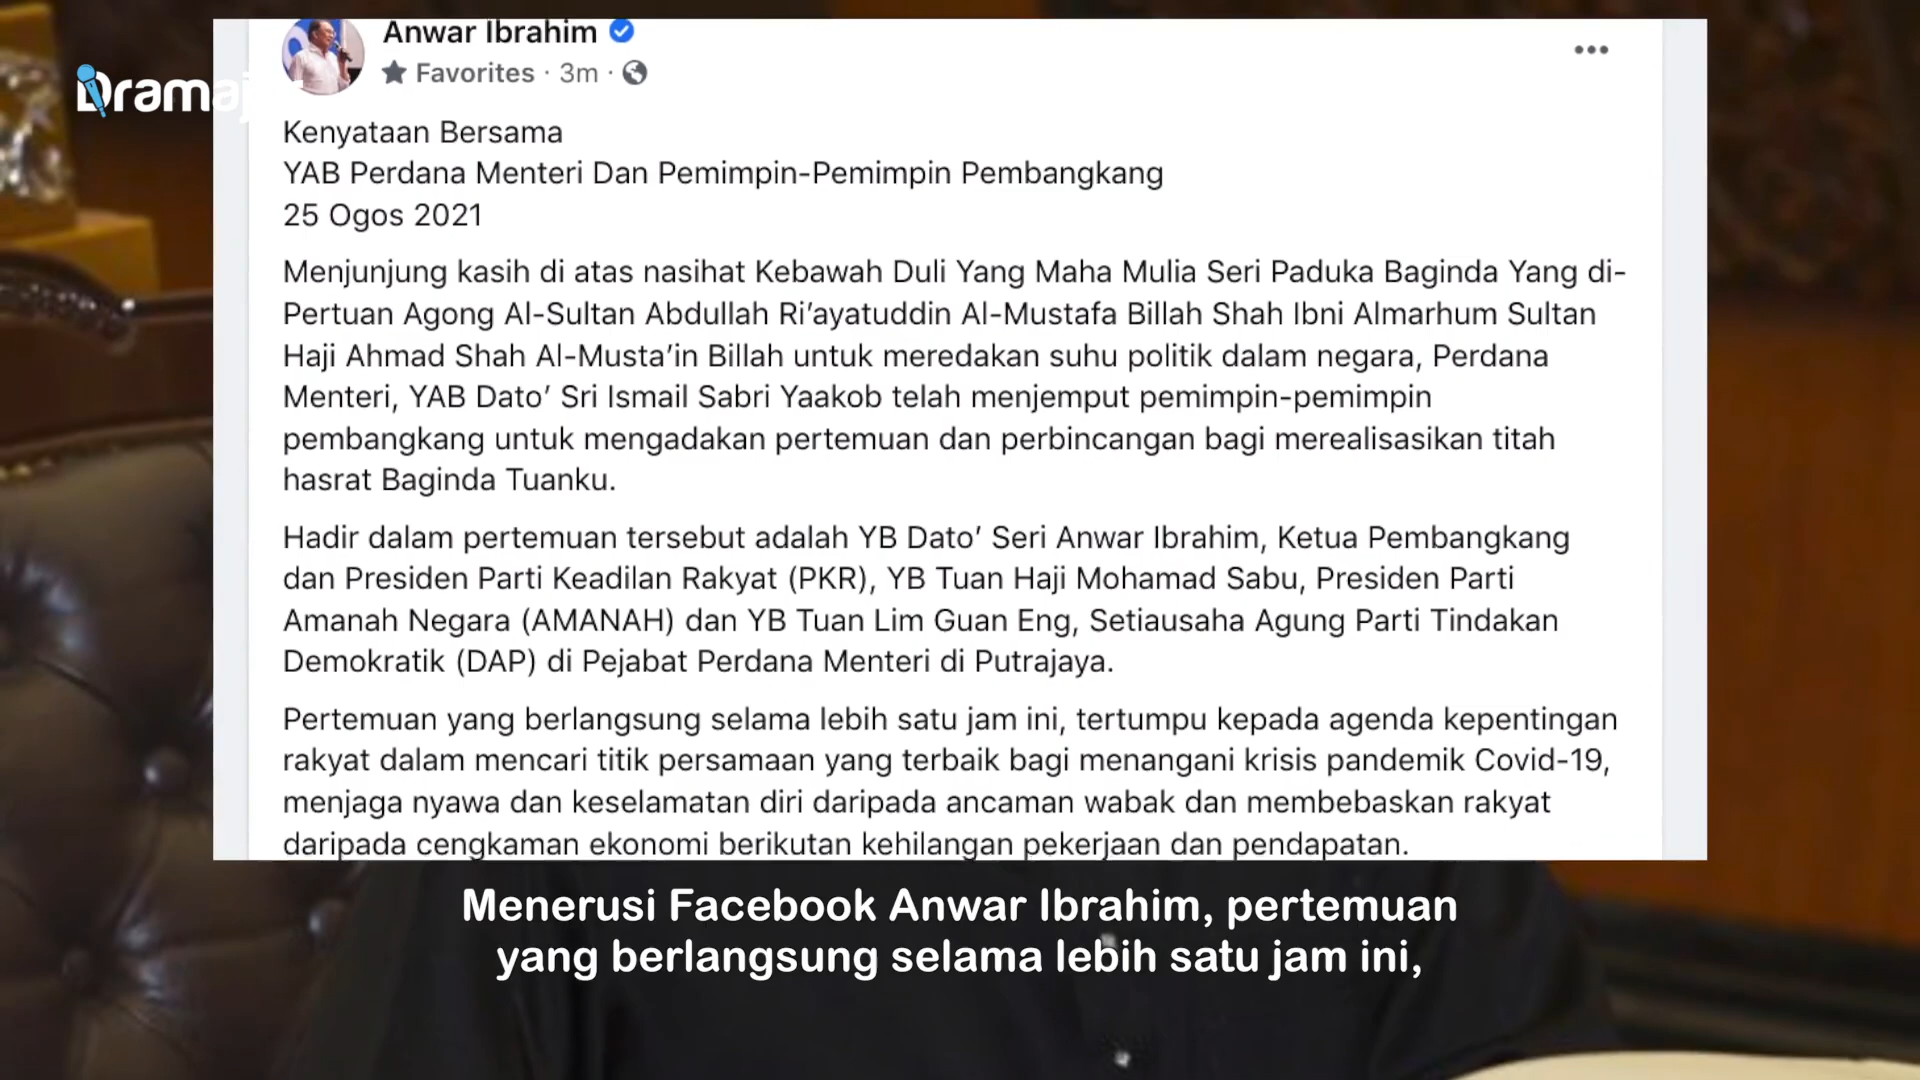 Anwar Ibrahim
Favorites · 3m ·
Kenyataan Bersama
YAB Perdana Menteri Dan Pemimpin-Pemimpin Pembangkang
25 Ogos 2021
Menjunjung kasih di atas nasihat Kebawah Duli Yang Maha Mulia Seri Paduka Baginda Yang di-
Pertuan Agong Al-Sultan Abdullah Ri’ayatuddin Al-Mustafa Billah Shah Ibni Almarhum Sultan
Haji Ahmad Shah Al-Musta’in Billah untuk meredakan suhu politik dalam negara, Perdana
Menteri, YAB Dato’ Sri Ismail Sabri Yaakob telah menjemput pemimpin-pemimpin
pembangkang untuk mengadakan pertemuan dan perbincangan bagi merealisasikan titah
hasrat Baginda Tuanku.
Hadir dalam pertemuan tersebut adalah YB Dato’ Seri Anwar Ibrahim, Ketua Pembangkang
dan Presiden Parti Keadilan Rakyat (PKR), YB Tuan Haji Mohamad Sabu, Presiden Parti
Amanah Negara (AMANAH) dan YB Tuan Lim Guan Eng, Setiausaha Agung Parti Tindakan
Demokratik (DAP) di Pejabat Perdana Menteri di Putrajaya.
Pertemuan yang berlangsung selama lebih satu jam ini, tertumpu kepada agenda kepentingan
rakyat dalam mencari titik persamaan yang terbaik bagi menangani krisis pandemik Covid-19,
menjaga nyawa dan keselamatan diri daripada ancaman wabak dan membebaskan rakyat
daripada cengkaman ekonomi berikutan kehilangan pekerjaan dan pendapatan.
Menerusi Facebook Anwar Ibrahim, pertemuan
yang berlangsung selama lebih satu jam ini,